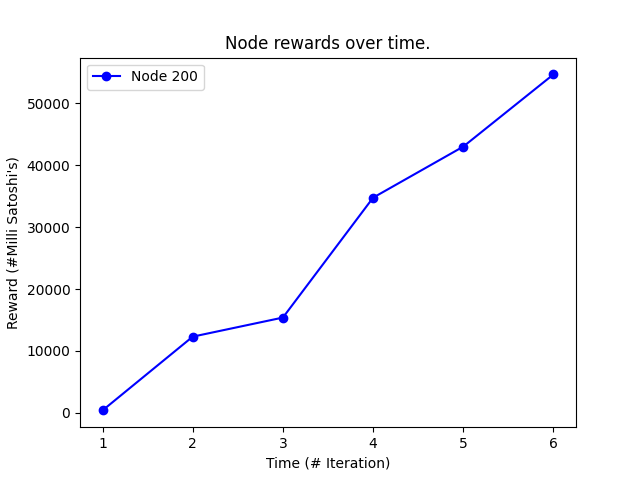 Node rewards over time.
Node 200
Reward (#Milli Satoshi's)
50000
40000
30000
20000
10000
0
1 2 3 4 5 6
Time (# Iteration)